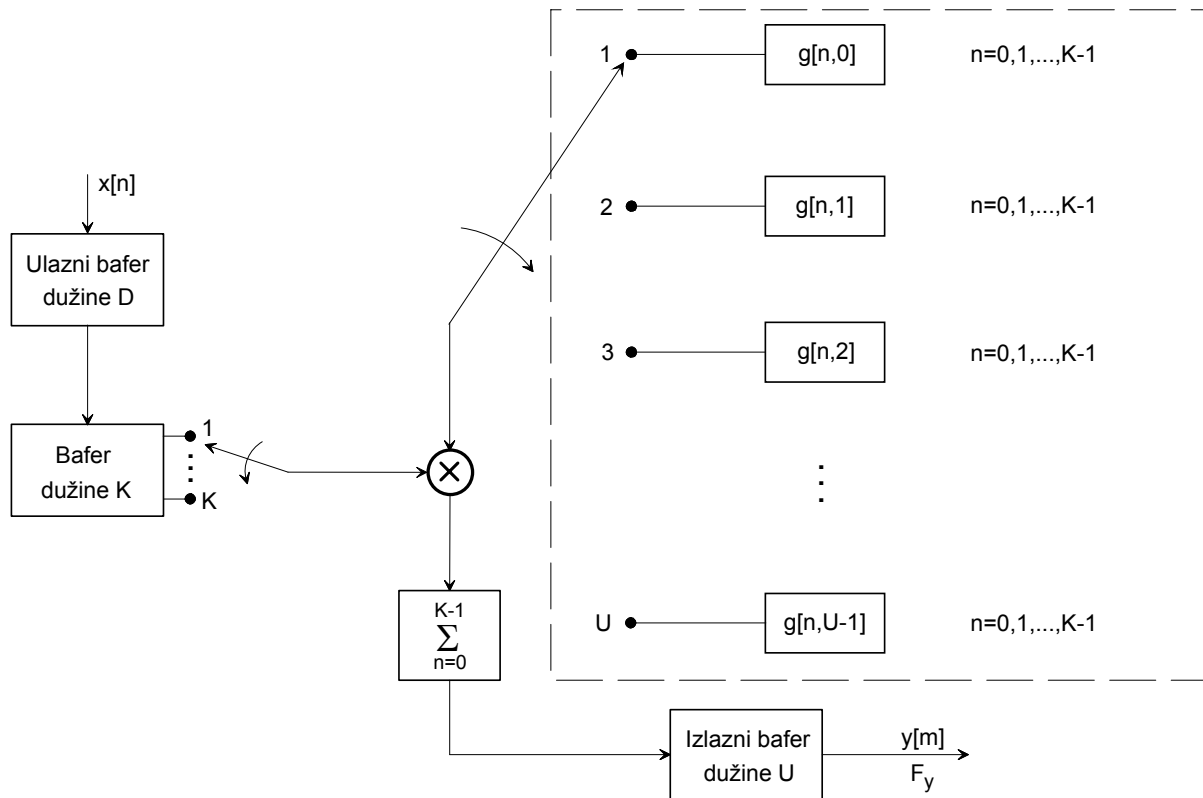 1
g[n,0]
n=0,1,...,K-1
x[n]
2
g[n,1]
n=0,1,...,K-1
Ulazni bafer
dužine D
3
g[n,2]
n=0,1,...,K-1
Bafer
dužine K
1
K
K-1
Σ
n=0
U
g[n,U-1]
n=0,1,...,K-1
Izlazni bafer
dužine U
y[m]
F_y